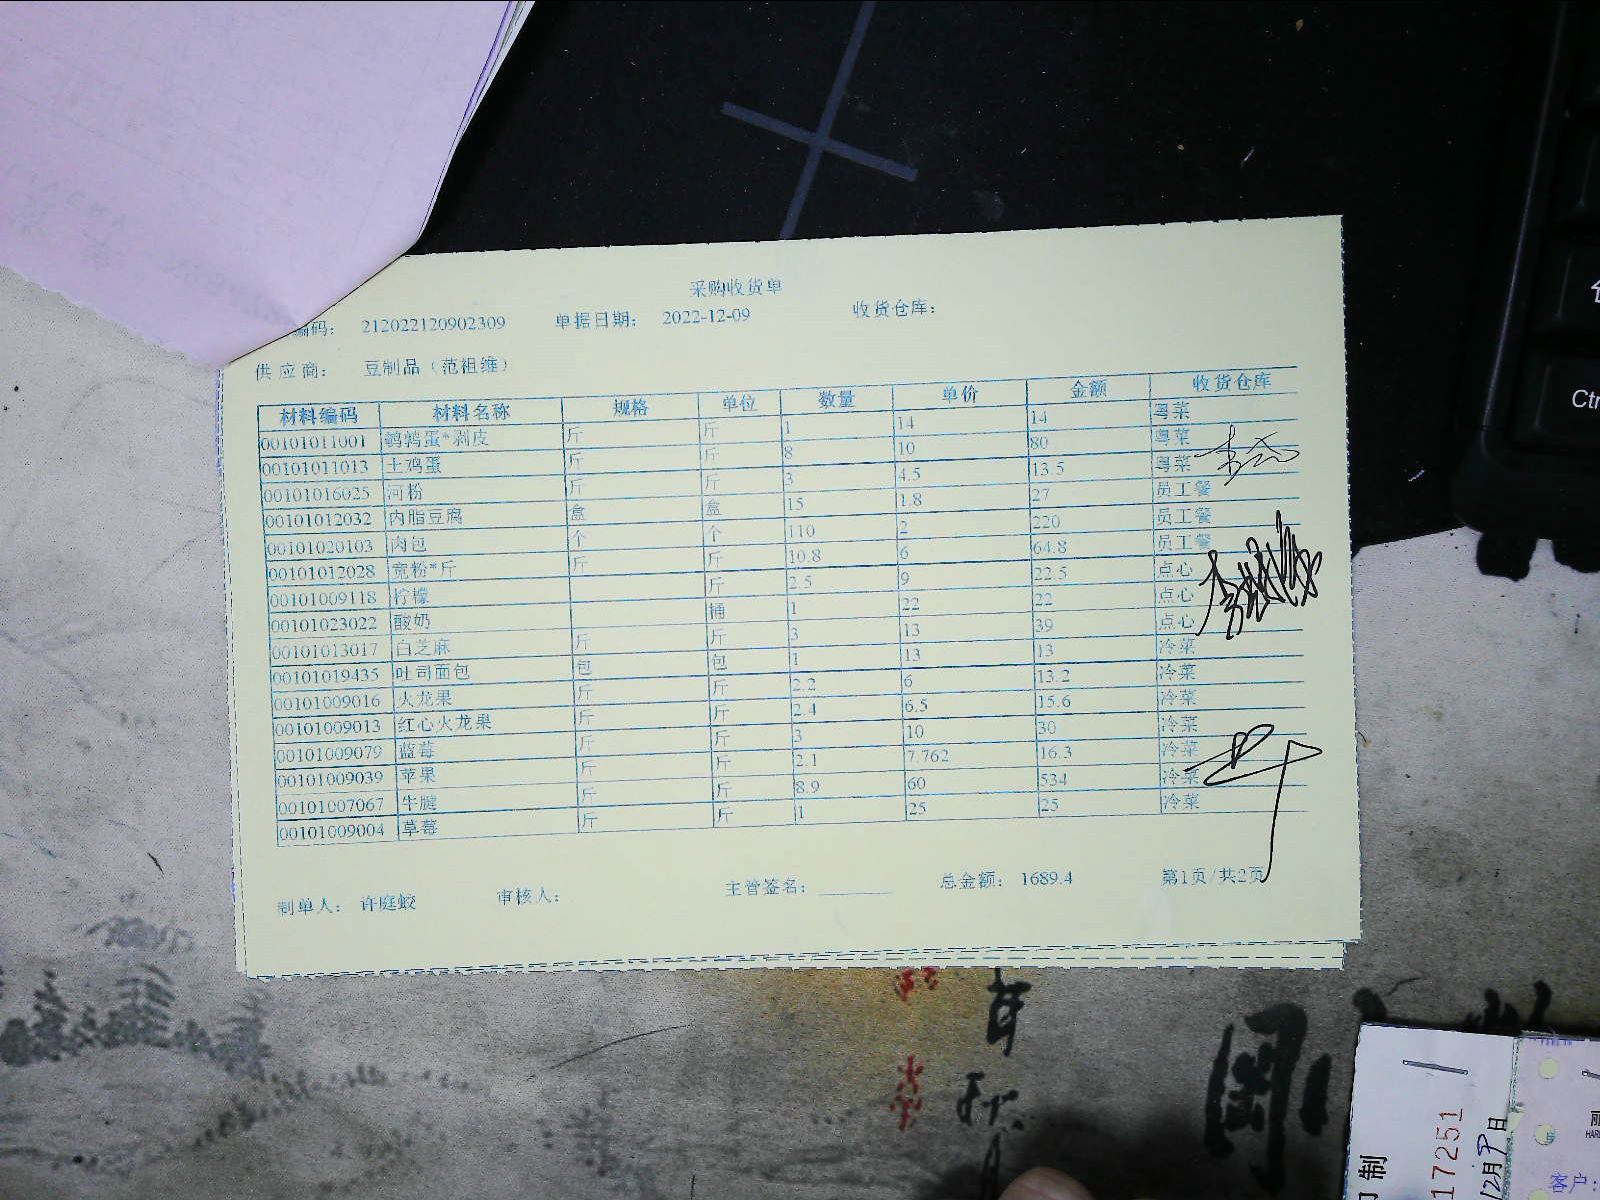 采购收货单
编码： 212022120902309 单据日期： 2022-12-09 收货仓库：
供应商： 豆制品（范祖维）
材料编码 材料名称 规格 单位 数量 单价 金额 收货仓库
00101011001 鹌鹑蛋*剥皮 斤 斤 1 14 14 粤菜
00101011013 土鸡蛋 斤 斤 8 10 80 粤菜
00101016025 河粉 斤 斤 3 4.5 13.5 粤菜
00101012032 内脂豆腐 盒 盒 15 1.8 27 员工餐
00101020103 肉包 个 个 110 2 220 员工餐
00101012028 宽粉*斤 斤 斤 10.8 6 64.8 员工餐
00101009118 柠檬 斤 2.5 9 22.5 点心
00101023022 酸奶 桶 1 22 22 点心
00101013017 白芝麻 斤 斤 3 13 39 点心
00101019435 吐司面包 包 包 1 13 13 冷菜
00101009016 火龙果 斤 斤 2.2 6 13.2 冷菜
00101009013 红心火龙果 斤 斤 2.4 6.5 15.6 冷菜
00101009079 蓝莓 斤 斤 3 10 30 冷菜
00101009039 苹果 斤 斤 2.1 7.762 16.3 冷菜
00101007067 牛腱 斤 斤 8.9 60 534 冷菜
00101009004 草莓 斤 斤 1 25 25 冷菜
制单人： 许庭蛟 审核人： 主管签名： 总金额： 1689.4 第1页/共2页
Ctr
17251
12月9日
制
客户：